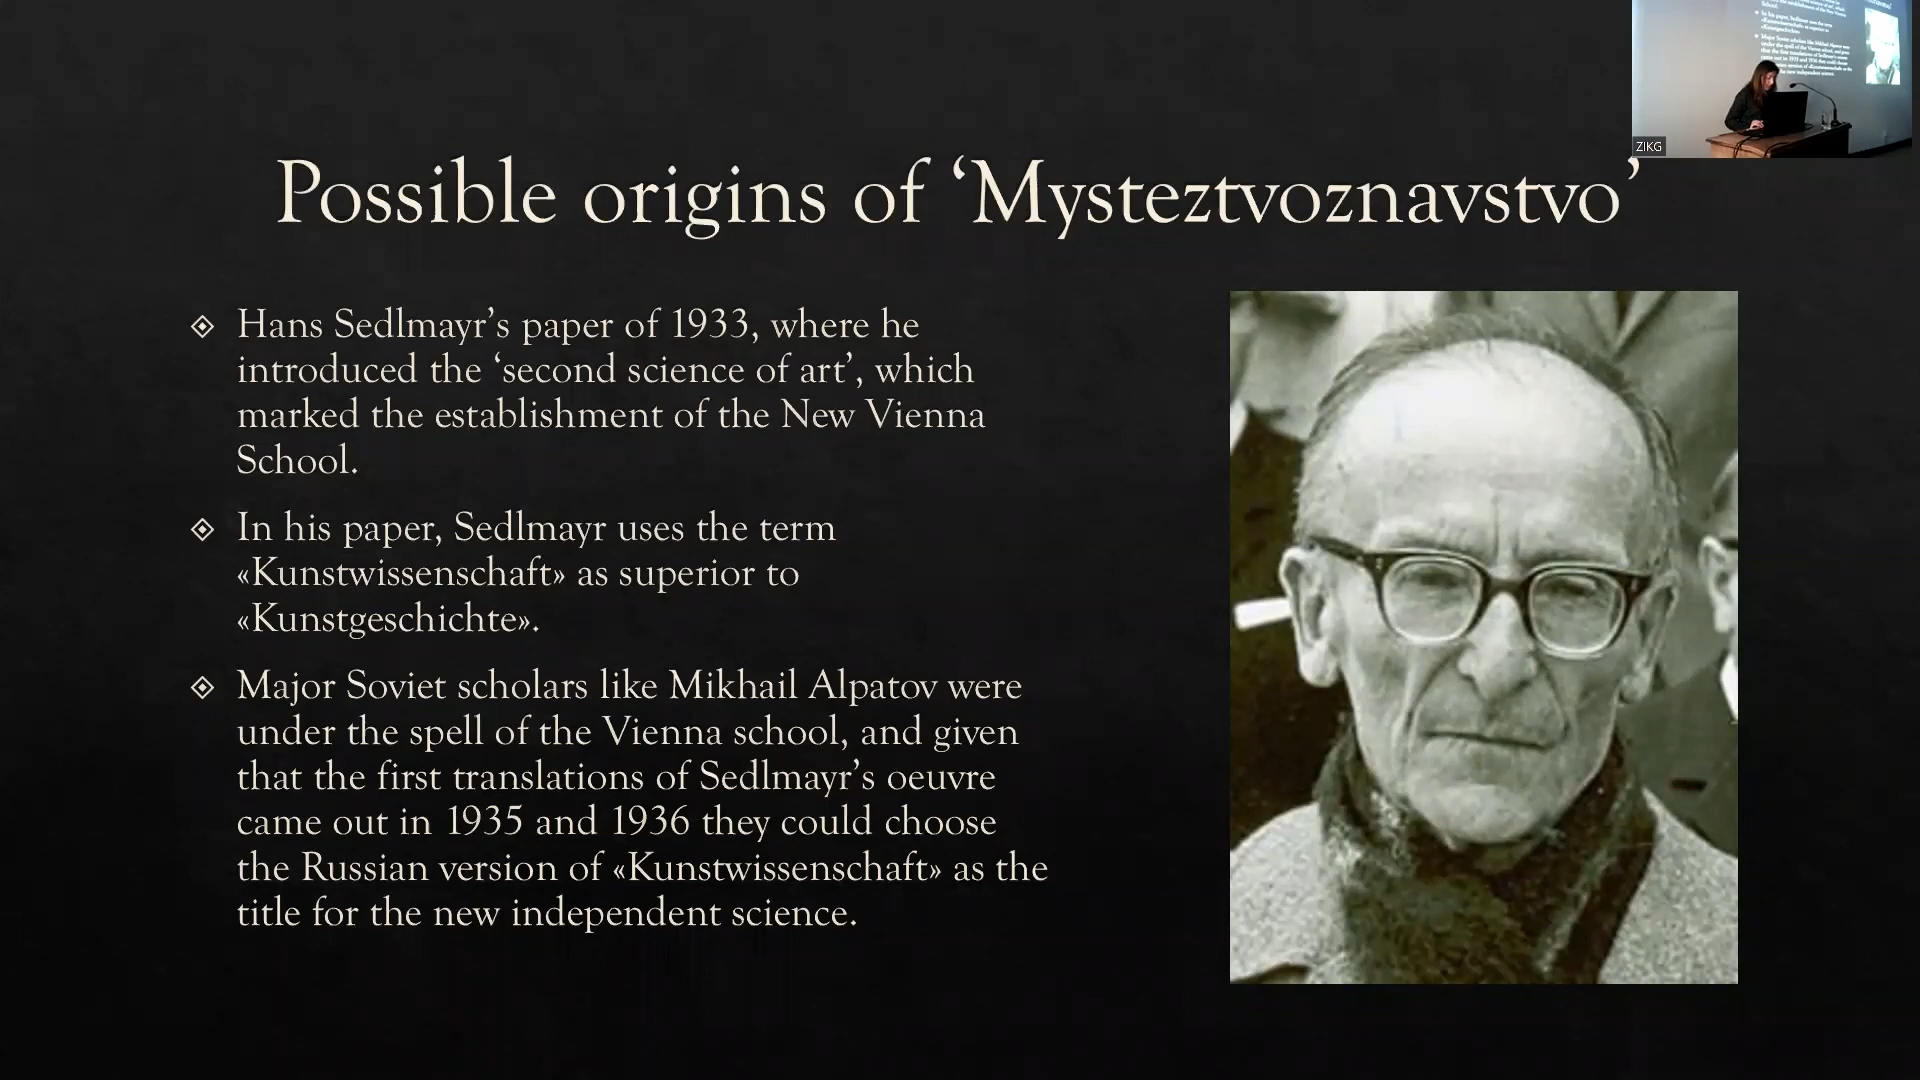 ZIKG
Possible origins of ‘Mysteztvoznavstvo’
Hans Sedlmayr’s paper of 1933, where he
introduced the ‘second science of art’, which
marked the establishment of the New Vienna
School.
In his paper, Sedlmayr uses the term
«Kunstwissenschaft» as superior to
«Kunstgeschichte».
Major Soviet scholars like Mikhail Alpatov were
under the spell of the Vienna school, and given
that the first translations of Sedlmayr’s oeuvre
came out in 1935 and 1936 they could choose
the Russian version of «Kunstwissenschaft» as the
title for the new independent science.